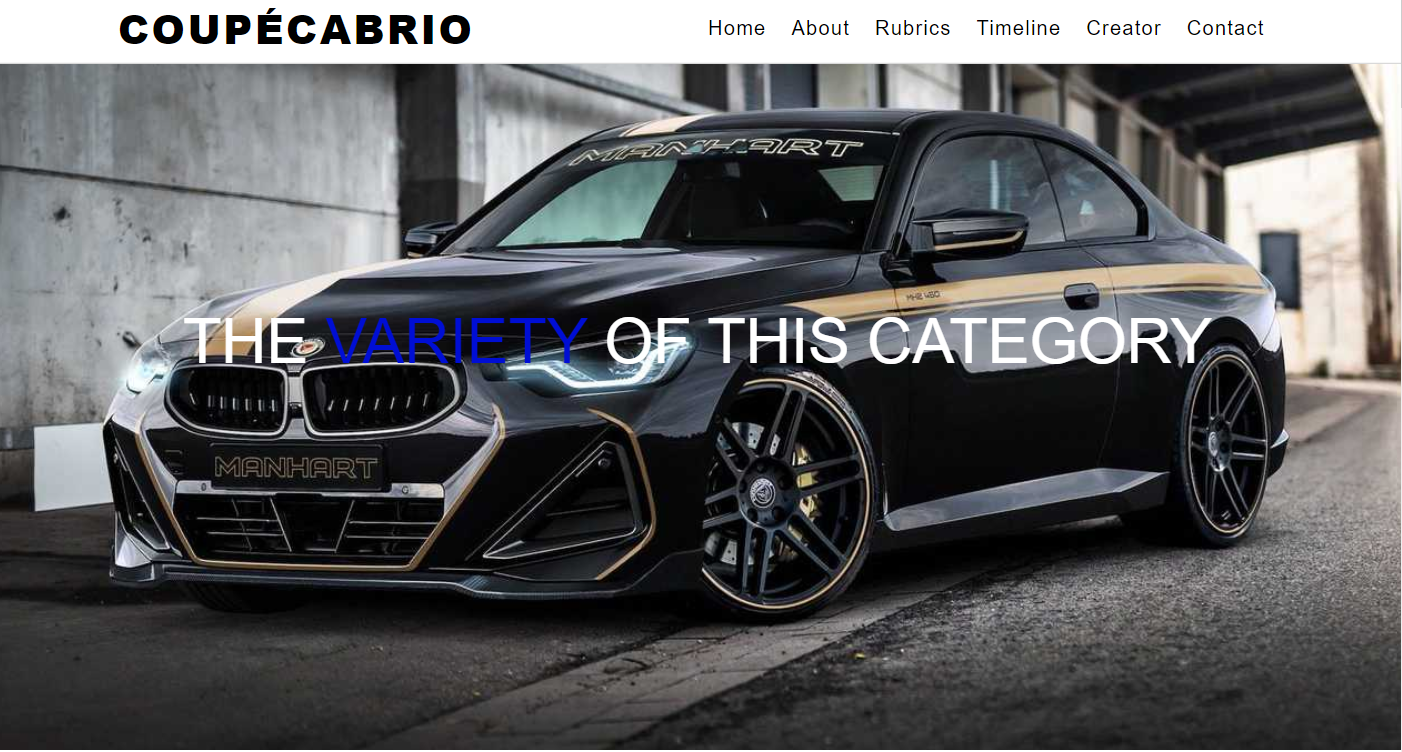 COUPÉCABRIO
Home About Rubrics Timeline Creator Contact
MANHART
MH2 450
THE VARIETY OF THIS CATEGORY
MANHART